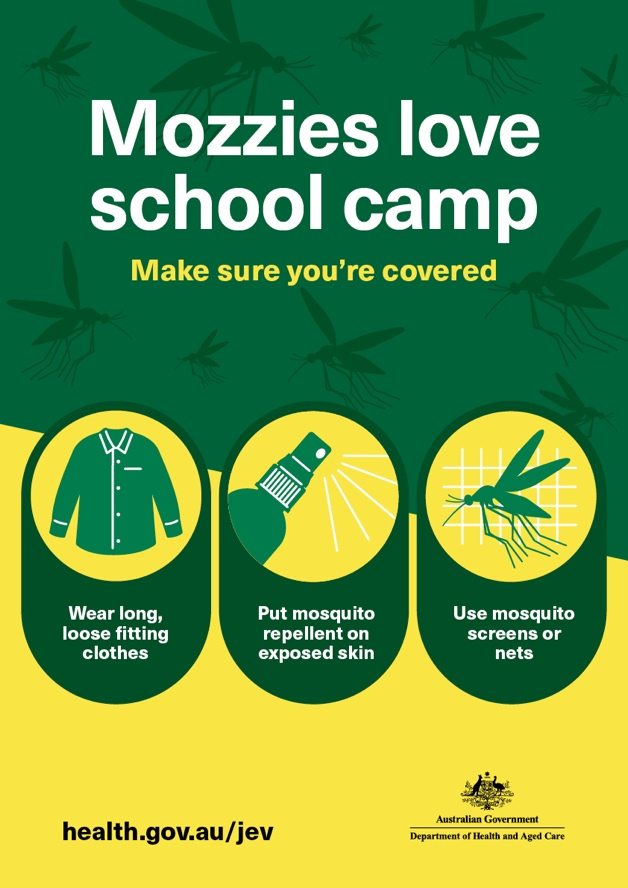 Mozzies love
school camp
Make sure you're covered
Wear long,
loose fitting
clothes
Put mosquito
repellent on
exposed skin
Use mosquito
screens or
nets
health.gov.au/jev
Australian Government
Department of Health and Aged Care